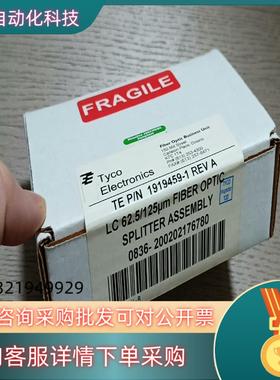 自动化科技
FRAGILE
Tyco
Electronics
Fiber Optic Business Unit
TE P/N 1919459-1 REV A
LC 62.5/125µm FIBER OPTIC
SPLITTER ASSEMBLY
0836- 200202176780
821949929
咨询采购批发可对公开票
客服详情下单采购